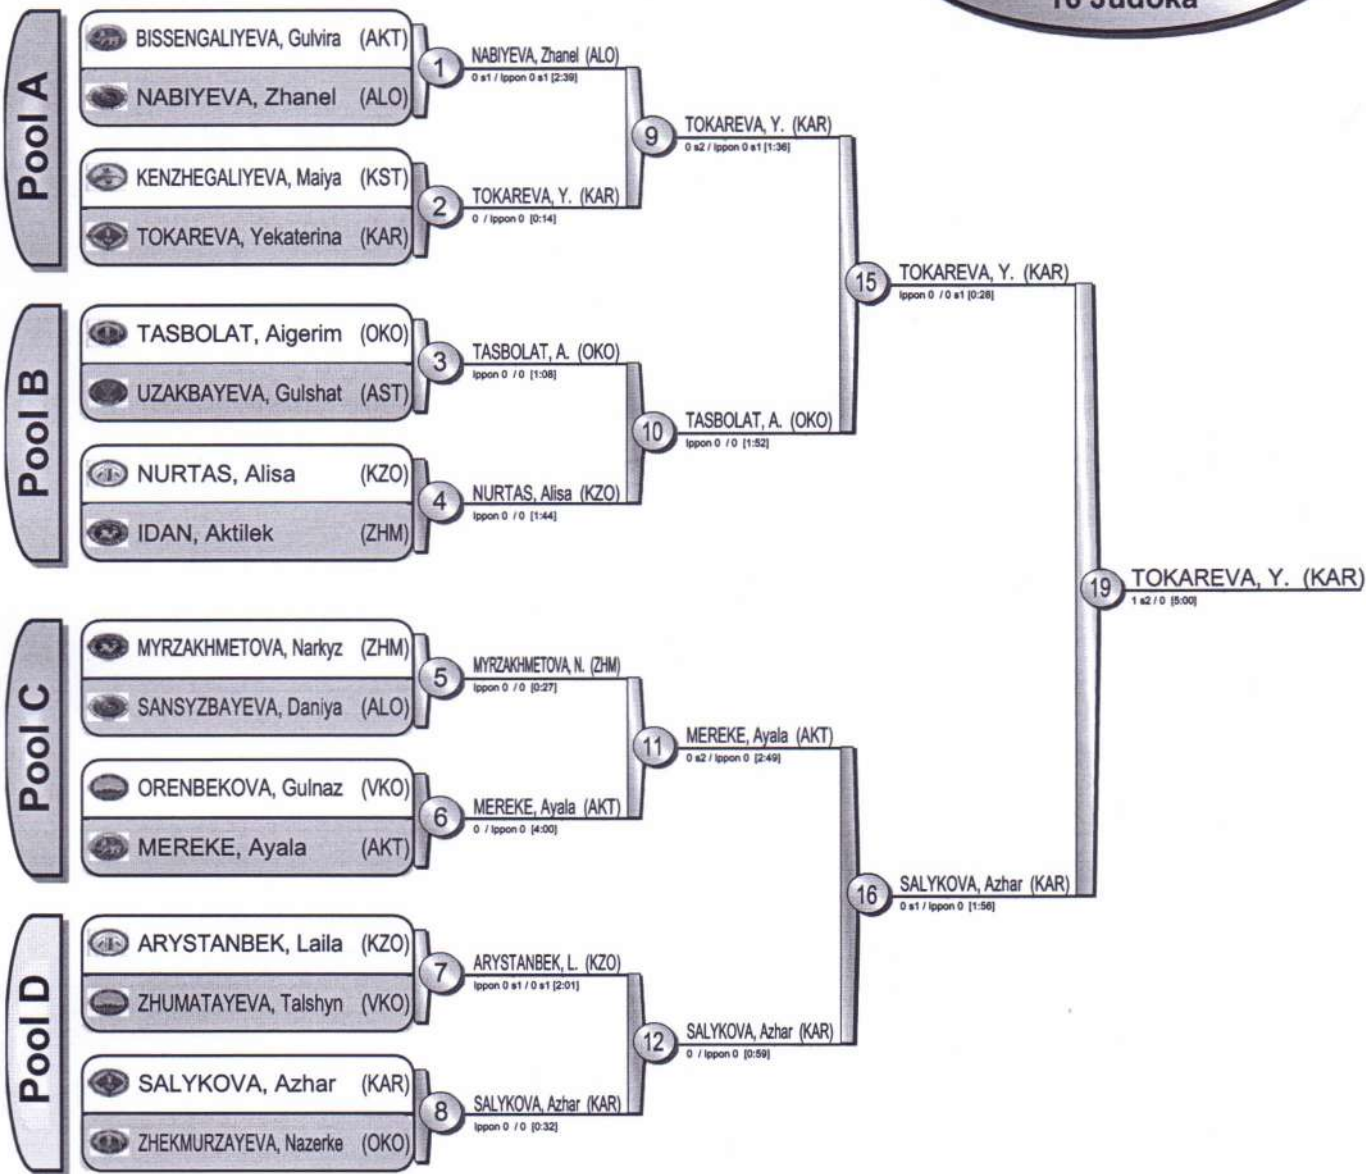 16 Judoka
Pool A
BISSENGALIYEVA, Gulvira (AKT)
NABIYEVA, Zhanel (ALO)
KENZHEGALIYEVA, Maiya (KST)
TOKAREVA, Yekaterina (KAR)
1
NABIYEVA, Zhanel (ALO)
0 s1 / Ippon 0 s1 [2:39]
2
TOKAREVA, Y. (KAR)
0 / Ippon 0 [0:14]
9
TOKAREVA, Y. (KAR)
0 s2 / Ippon 0 s1 [1:36]
Pool B
TASBOLAT, Aigerim (OKO)
UZAKBAYEVA, Gulshat (AST)
NURTAS, Alisa (KZO)
IDAN, Aktilek (ZHM)
3
TASBOLAT, A. (OKO)
Ippon 0 / 0 [1:08]
4
NURTAS, Alisa (KZO)
Ippon 0 / 0 [1:44]
10
TASBOLAT, A. (OKO)
Ippon 0 / 0 [1:52]
15
TOKAREVA, Y. (KAR)
Ippon 0 / 0 s1 [0:28]
Pool C
MYRZAKHMETOVA, Narkyz (ZHM)
SANSYZBAYEVA, Daniya (ALO)
ORENBEKOVA, Gulnaz (VKO)
MEREKE, Ayala (AKT)
5
MYRZAKHMETOVA, N. (ZHM)
Ippon 0 / 0 [0:27]
6
MEREKE, Ayala (AKT)
0 / Ippon 0 [4:00]
11
MEREKE, Ayala (AKT)
0 s2 / Ippon 0 [2:49]
Pool D
ARYSTANBEK, Laila (KZO)
ZHUMATAYEVA, Talshyn (VKO)
SALYKOVA, Azhar (KAR)
ZHEKMURZAYEVA, Nazerke (OKO)
7
ARYSTANBEK, L. (KZO)
Ippon 0 s1 / 0 s1 [2:01]
8
SALYKOVA, Azhar (KAR)
Ippon 0 / 0 [0:32]
12
SALYKOVA, Azhar (KAR)
0 / Ippon 0 [0:59]
16
SALYKOVA, Azhar (KAR)
0 s1 / Ippon 0 [1:56]
19
TOKAREVA, Y. (KAR)
1 s2 / 0 [5:00]